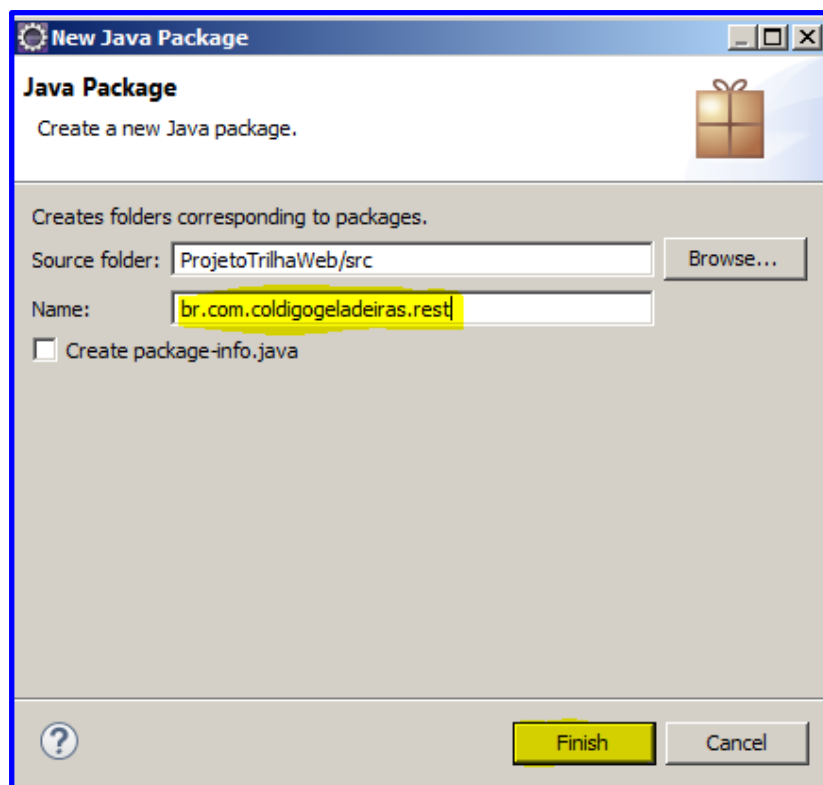 New Java Package
Java Package
Create a new Java package.
Creates folders corresponding to packages.
Source folder: ProjetoTrilhaWeb/src Browse...
Name: br.com.coldigogeladeiras.rest
Create package-info.java
? Finish Cancel